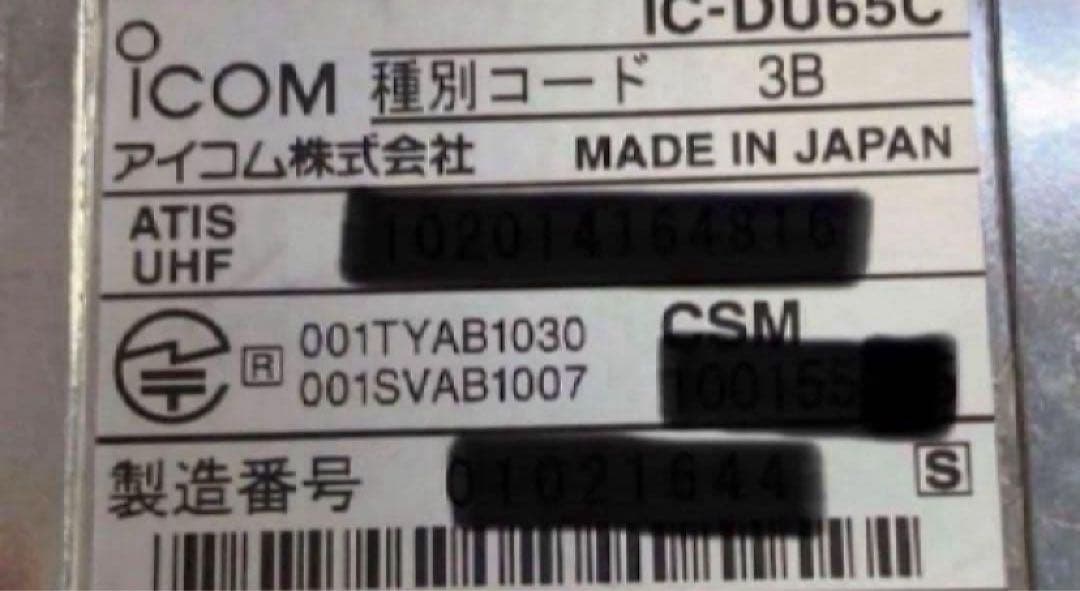 IC-DU65C
iCOM 種別コード 3B
アイコム株式会社 MADE IN JAPAN
ATIS
UHF
R 001TYAB1030 CSM
001SVAB1007
製造番号 S